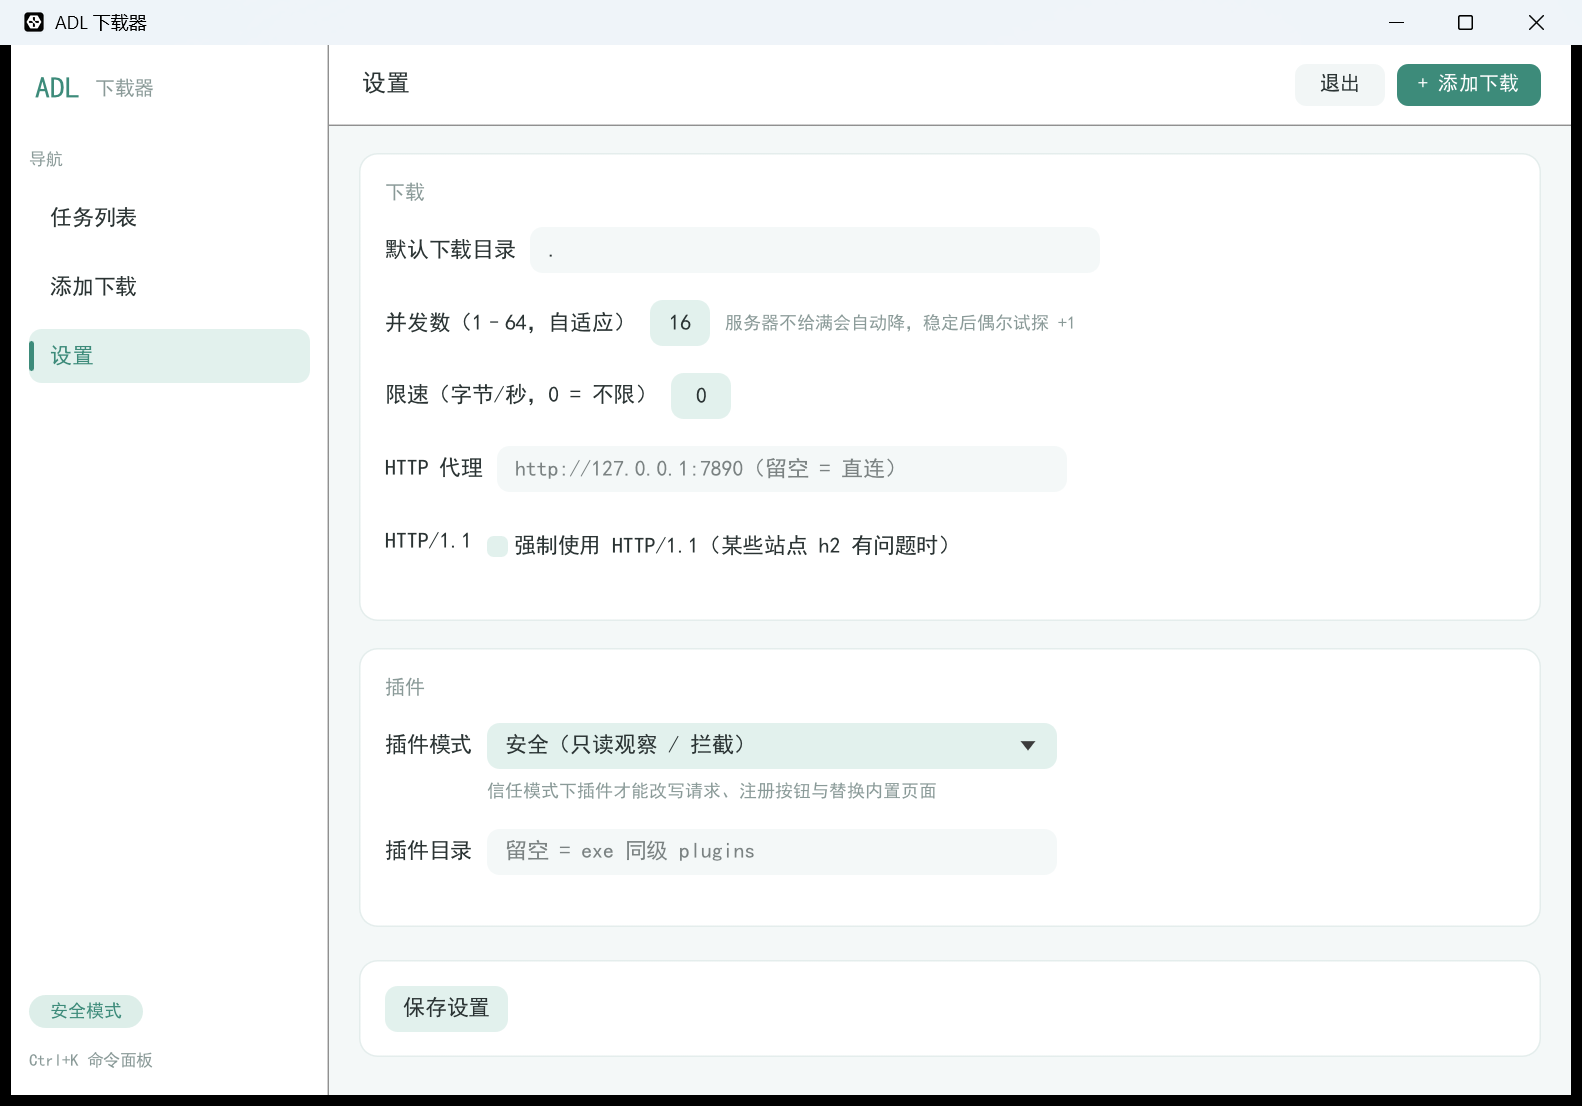 ADL 下载器
ADL 下载器
导航
任务列表
添加下载
设置
安全模式
Ctrl+K 命令面板
设置
退出
+ 添加下载
下载
默认下载目录 .
并发数（1-64，自适应） 16 服务器不给满会自动降，稳定后偶尔试探 +1
限速（字节/秒，0 = 不限） 0
HTTP 代理 http://127.0.0.1:7890（留空 = 直连）
HTTP/1.1 强制使用 HTTP/1.1（某些站点 h2 有问题时）
插件
插件模式 安全（只读观察 / 拦截）
信任模式下插件才能改写请求、注册按钮与替换内置页面
插件目录 留空 = exe 同级 plugins
保存设置